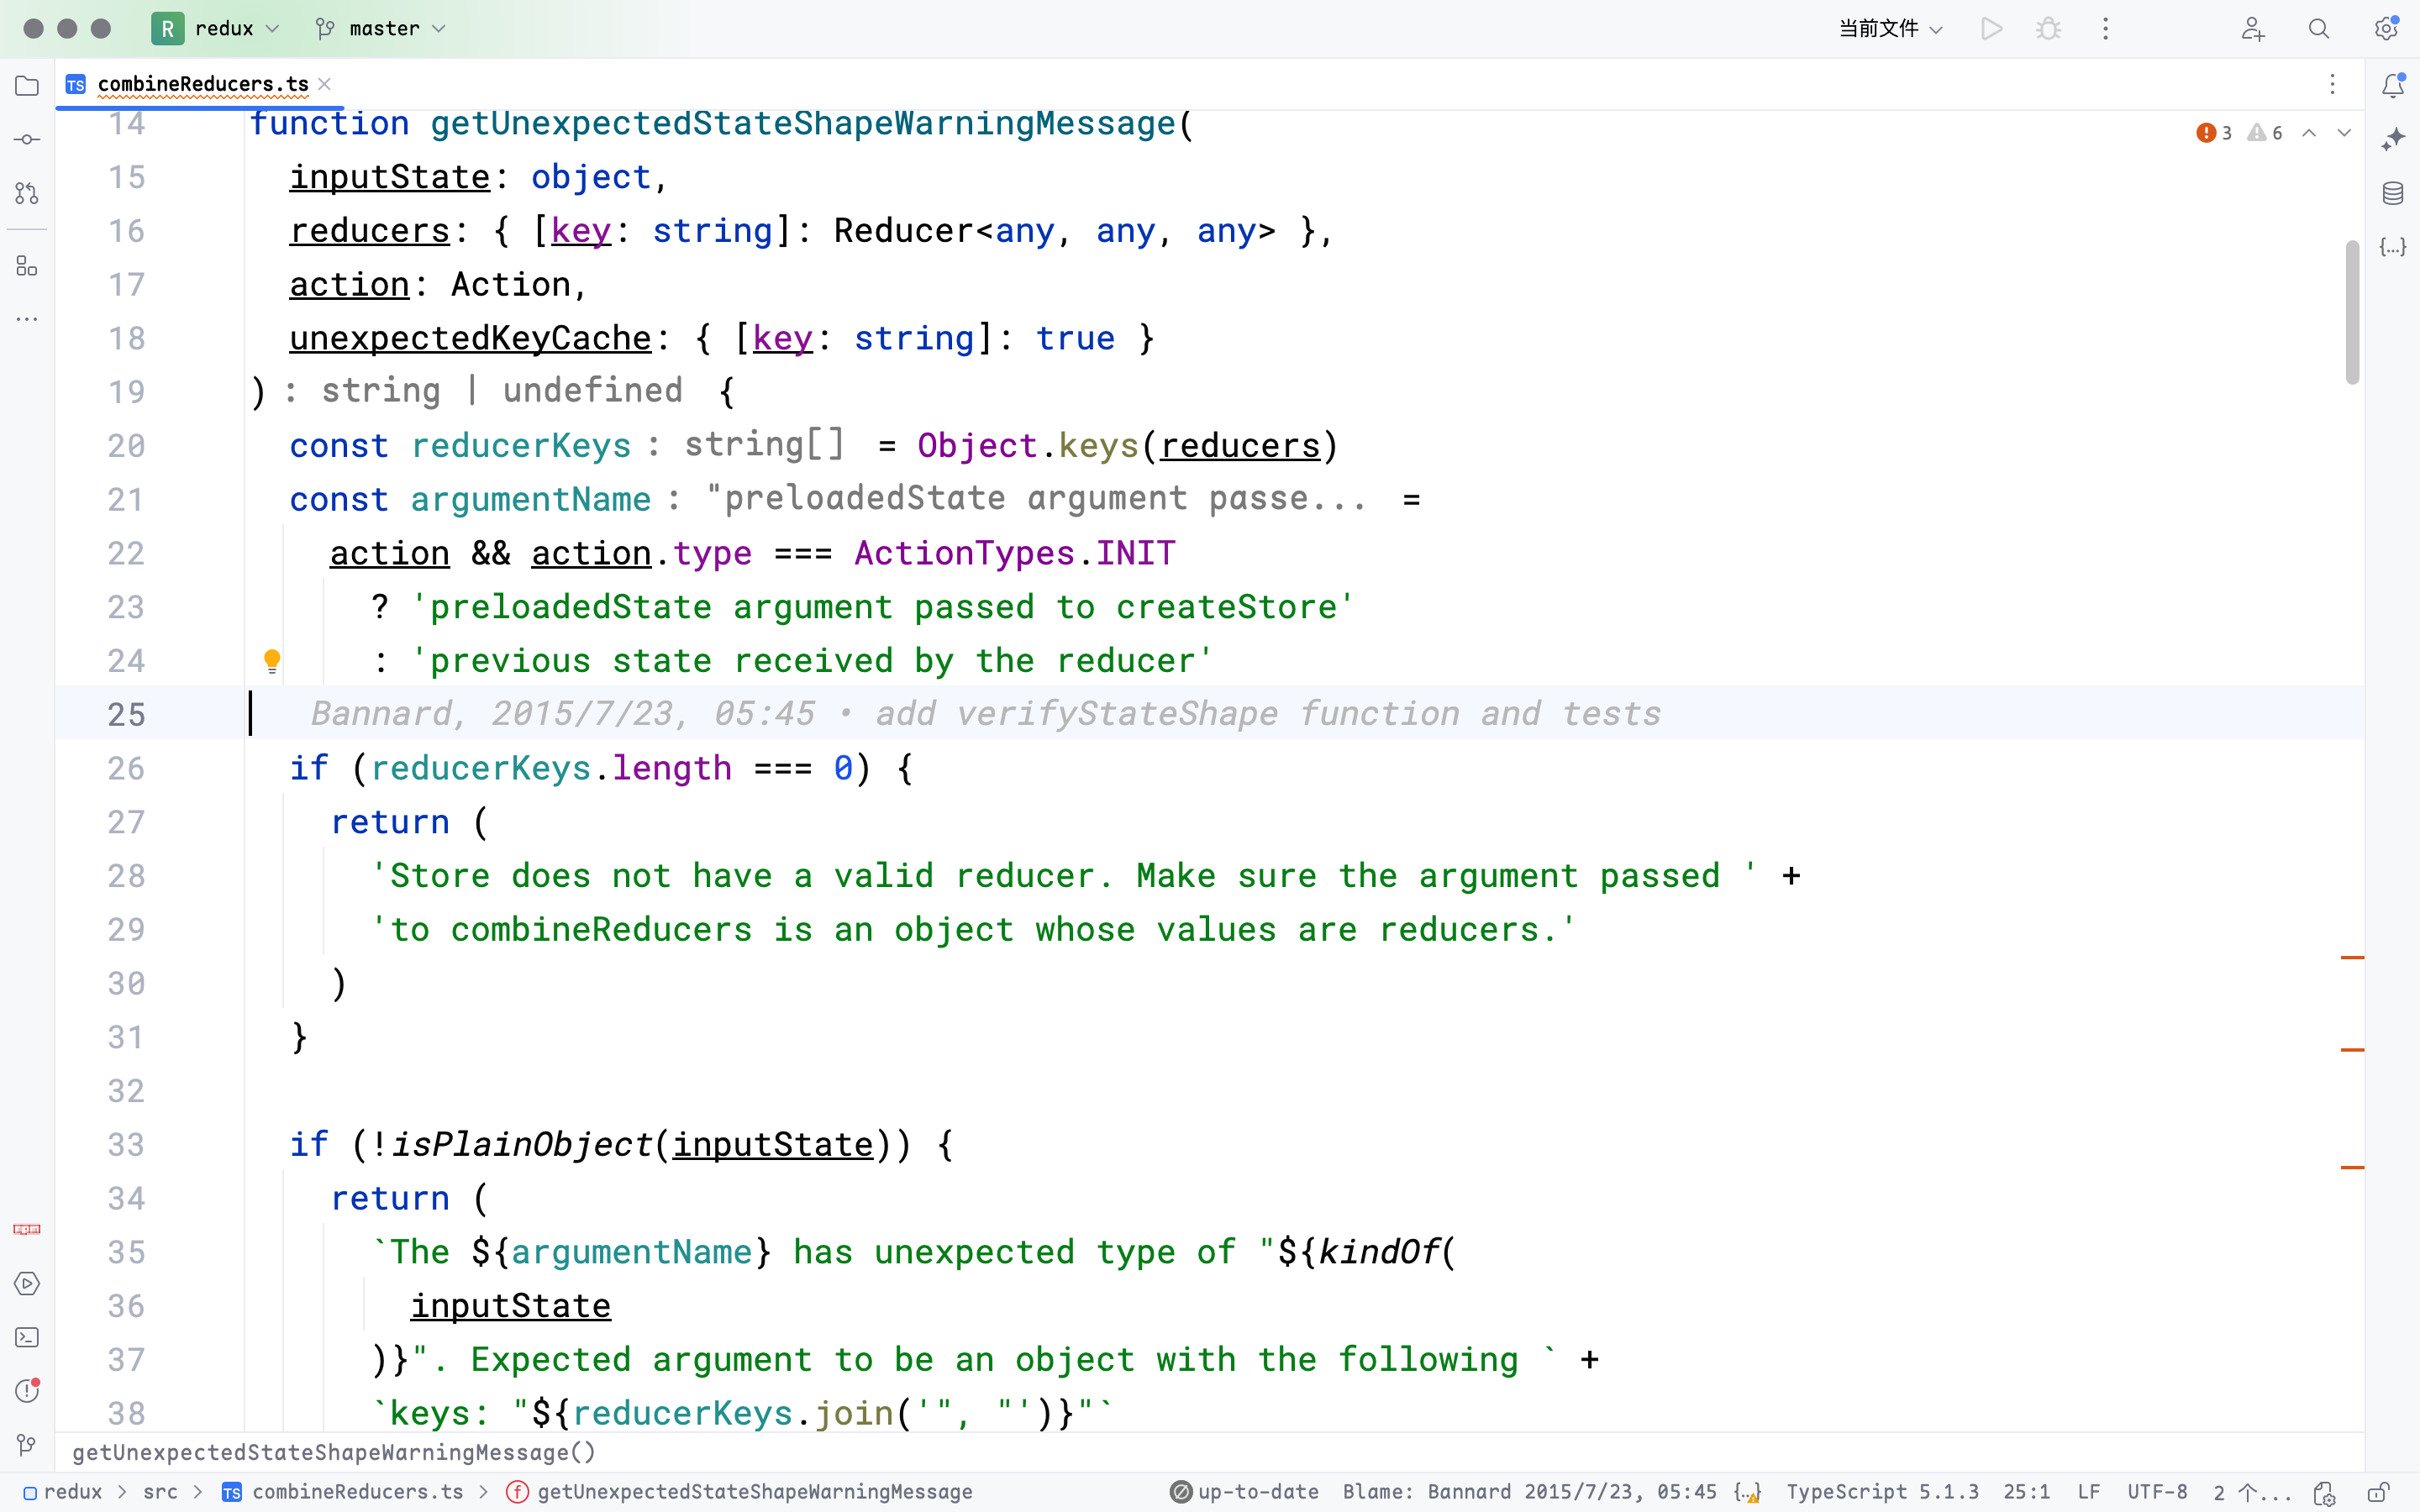 R redux master 当前文件
TS combineReducers.ts
3 6
14 function getUnexpectedStateShapeWarningMessage(
15 inputState: object,
16 reducers: { [key: string]: Reducer<any, any, any> },
17 action: Action,
18 unexpectedKeyCache: { [key: string]: true }
19 ) : string | undefined {
20 const reducerKeys : string[] = Object.keys(reducers)
21 const argumentName : "preloadedState argument passe... =
22 action && action.type === ActionTypes.INIT
23 ? 'preloadedState argument passed to createStore'
24 : 'previous state received by the reducer'
25 Bannard, 2015/7/23, 05:45 • add verifyStateShape function and tests
26 if (reducerKeys.length === 0) {
27 return (
28 'Store does not have a valid reducer. Make sure the argument passed ' +
29 'to combineReducers is an object whose values are reducers.'
30 )
31 }
32
33 if (!isPlainObject(inputState)) {
34 return (
35 `The ${argumentName} has unexpected type of "${kindOf(
36 inputState
37 )}". Expected argument to be an object with the following ` +
38 `keys: "${reducerKeys.join('", "')}"`
getUnexpectedStateShapeWarningMessage()
redux > src > TS combineReducers.ts > f getUnexpectedStateShapeWarningMessage up-to-date Blame: Bannard 2015/7/23, 05:45 TypeScript 5.1.3 25:1 LF UTF-8 2 个...